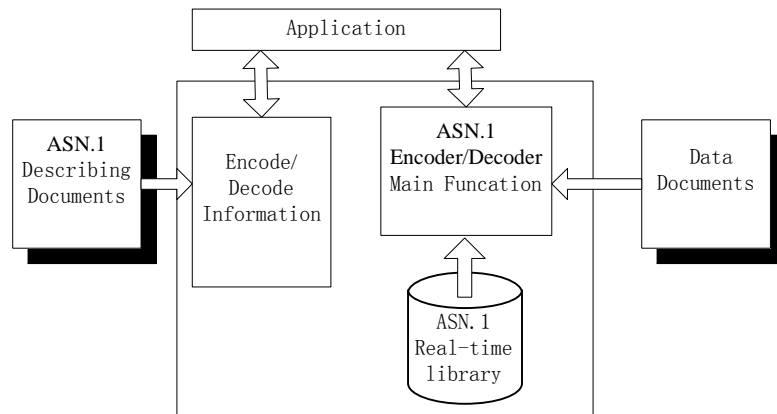 Application
ASN.1
Describing
Documents
Encode/
Decode
Information
ASN.1
Encoder/Decoder
Main Funcation
Data
Documents
ASN.1
Real-time
library